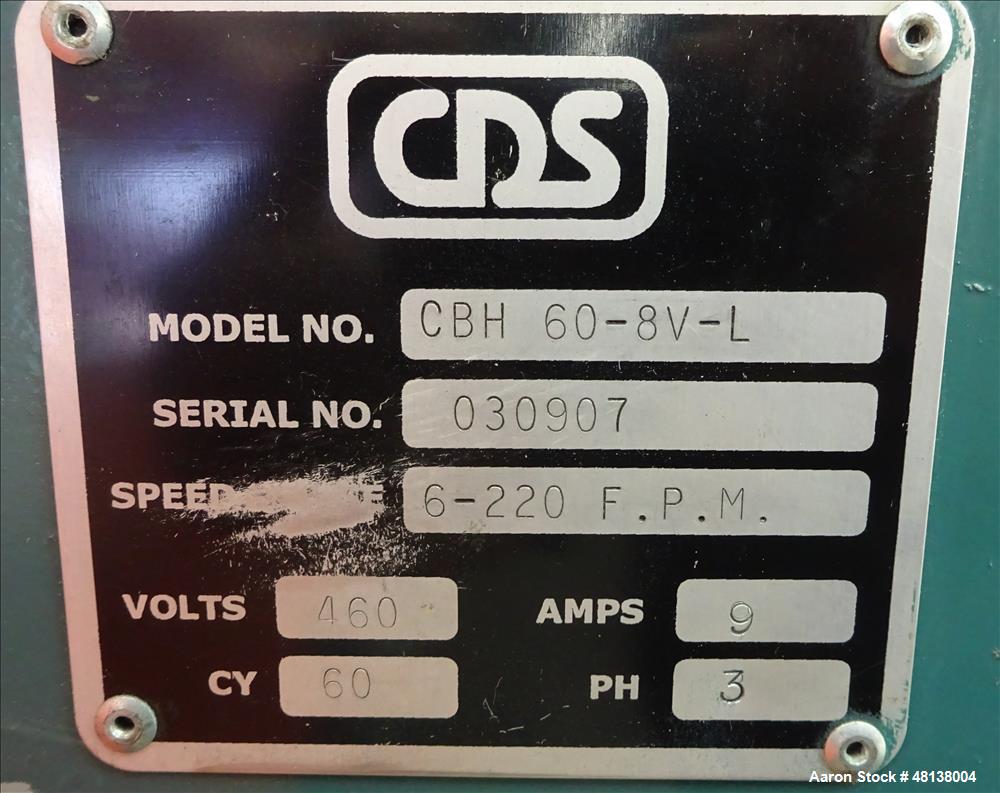 CDS
MODEL NO. CBH 60-8V-L
SERIAL NO. 030907
SPEED 6-220 F.P.M.
VOLTS 460 AMPS 9
CY 60 PH 3
Aaron Stock # 48138004